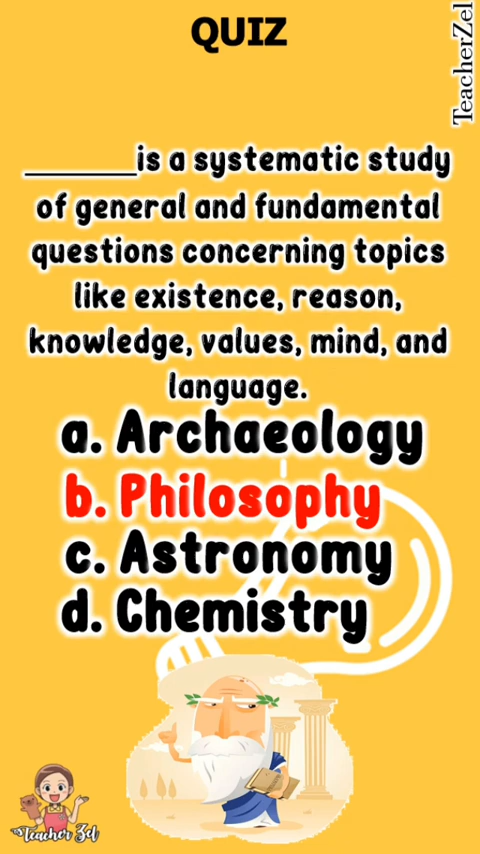 QUIZ
TeacherZel
______is a systematic study
of general and fundamental
questions concerning topics
like existence, reason,
knowledge, values, mind, and
language.
a. Archaeology
b. Philosophy
c. Astronomy
d. Chemistry
Teacher Zel